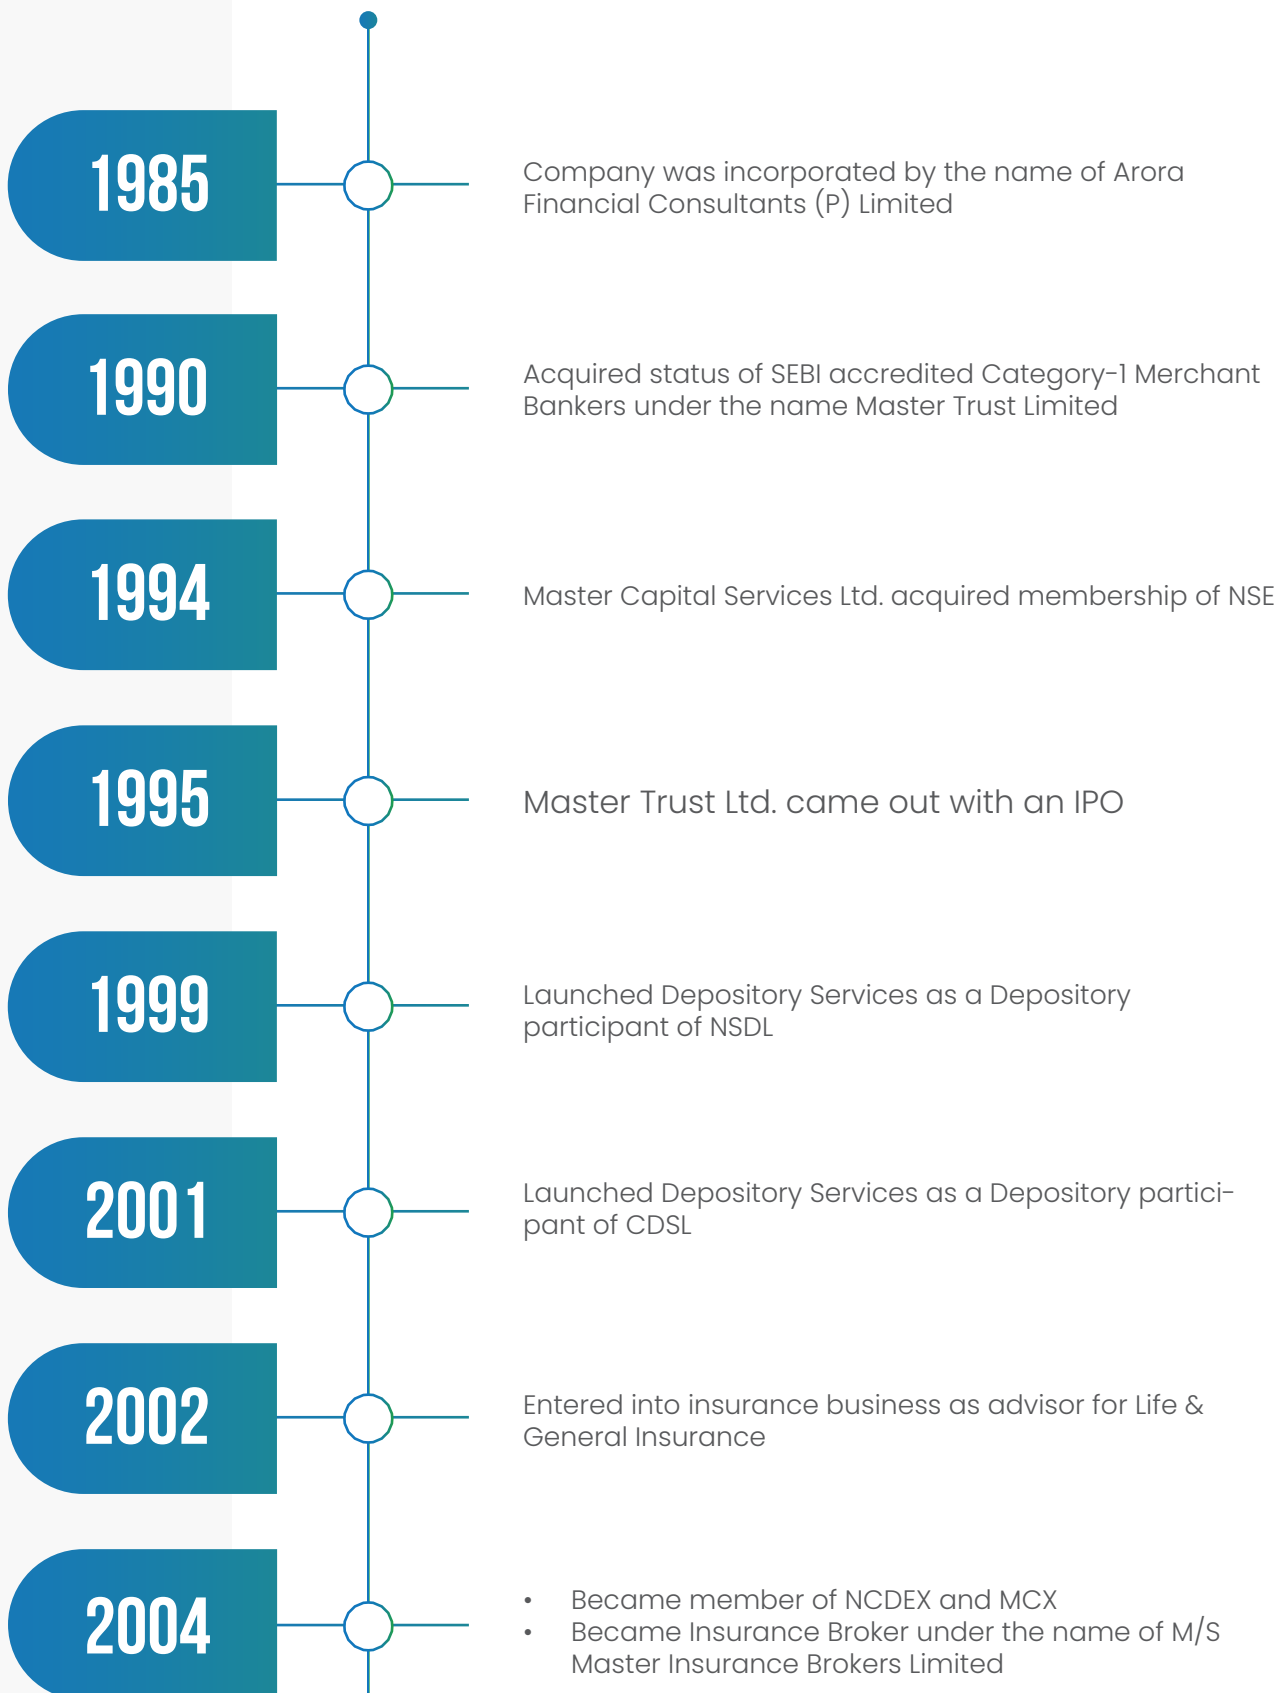 1985
Company was incorporated by the name of Arora
Financial Consultants (P) Limited
1990
Acquired status of SEBI accredited Category-1 Merchant
Bankers under the name Master Trust Limited
1994
Master Capital Services Ltd. acquired membership of NSE
1995
Master Trust Ltd. came out with an IPO
1999
Launched Depository Services as a Depository
participant of NSDL
2001
Launched Depository Services as a Depository partici-
pant of CDSL
2002
Entered into insurance business as advisor for Life &
General Insurance
2004
• Became member of NCDEX and MCX
• Became Insurance Broker under the name of M/S
Master Insurance Brokers Limited